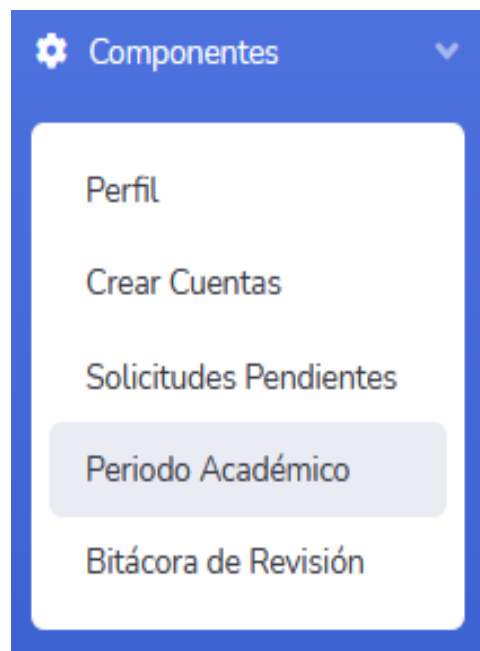 Componentes
Perfil
Crear Cuentas
Solicitudes Pendientes
Periodo Académico
Bitácora de Revisión